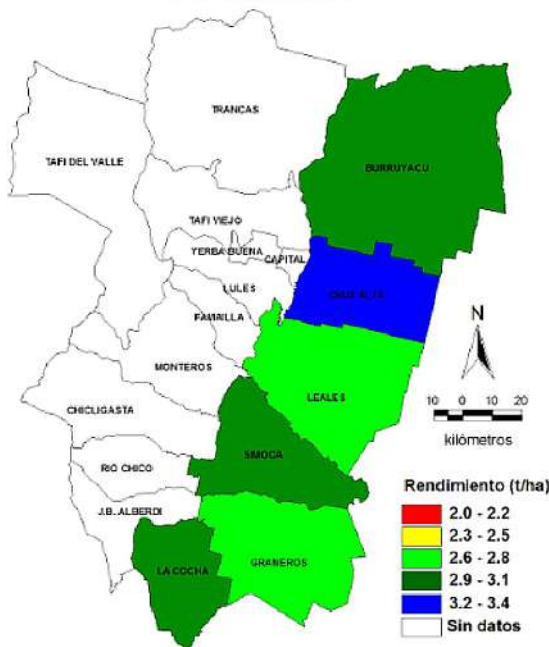 TRANCAS
TAFI DEL VALLE
BURRUYACU
TAFI VIEJO
YERBA BUENA
CAPITAL
LULES
CRUZ ALTA
FAMAILLA
N
MONTEROS
LEALES
CHICLIGASTA
10 0 10 20
kilómetros
SIMOCA
RIO CHICO
J.B. ALBERDI
LA COCHA
GRANEROS
Rendimiento (t/ha)
2.0 - 2.2
2.3 - 2.5
2.6 - 2.8
2.9 - 3.1
3.2 - 3.4
Sin datos